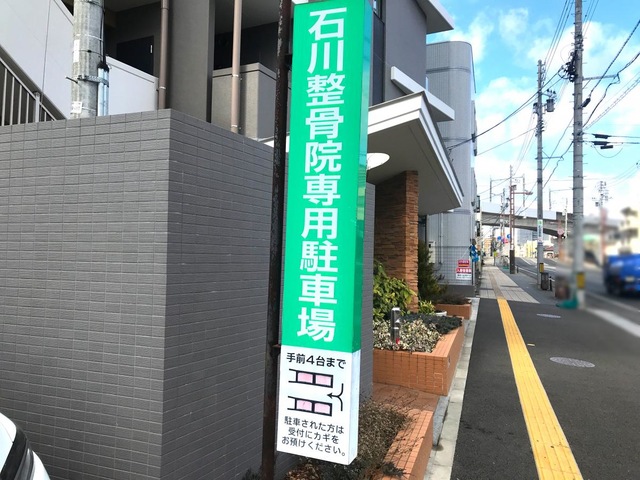 石川整骨院専用駐車場
手前4台まで
駐車された方は
受付にカギを
お預けください。